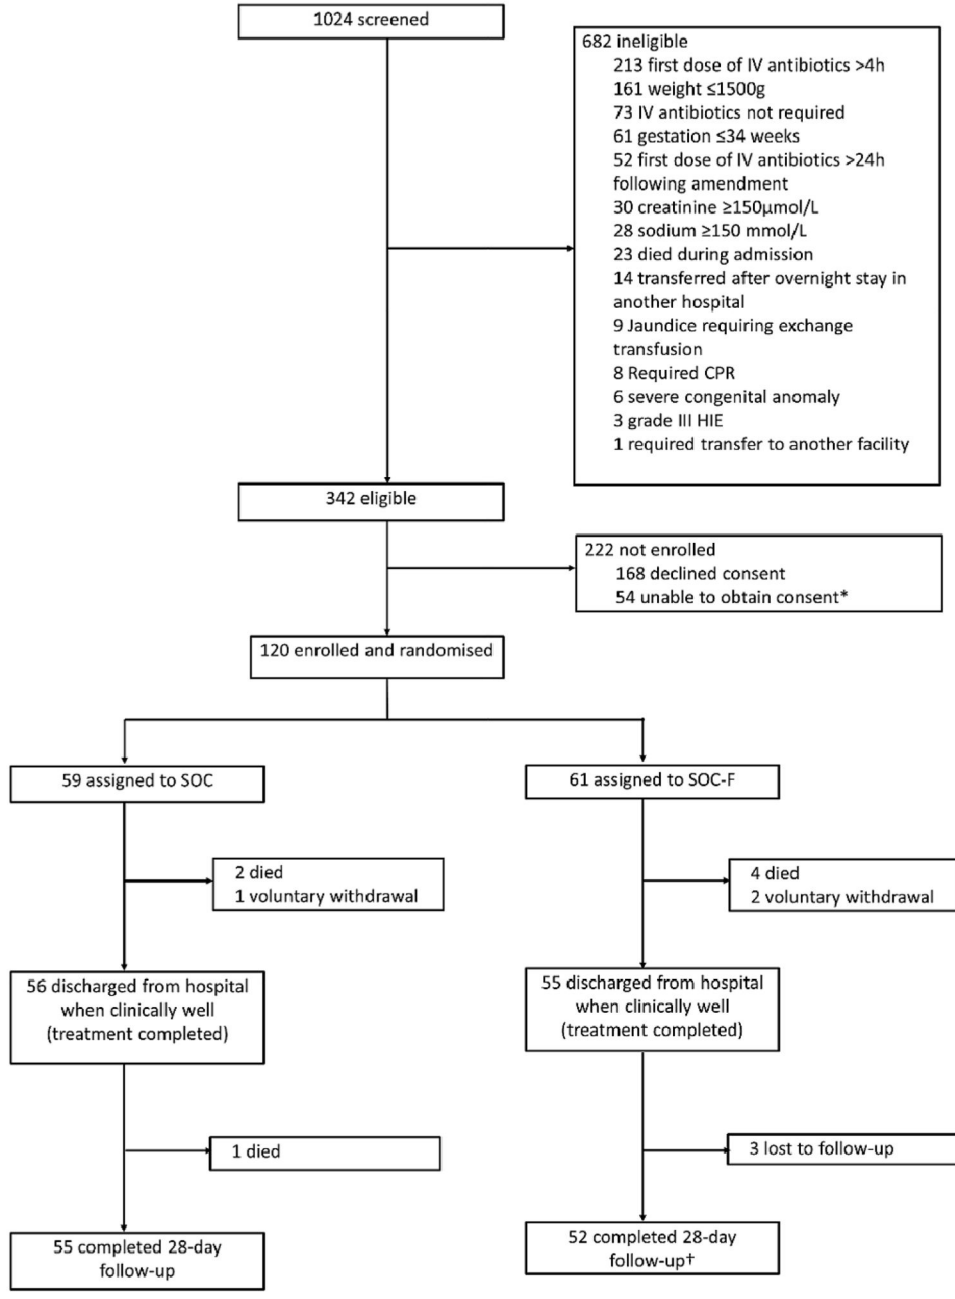 1024 screened
682 ineligible
213 first dose of IV antibiotics >4h
161 weight ≤1500g
73 IV antibiotics not required
61 gestation ≤34 weeks
52 first dose of IV antibiotics >24h
following amendment
30 creatinine ≥150µmol/L
28 sodium ≥150 mmol/L
23 died during admission
14 transferred after overnight stay in
another hospital
9 Jaundice requiring exchange
transfusion
8 Required CPR
6 severe congenital anomaly
3 grade III HIE
1 required transfer to another facility
342 eligible
222 not enrolled
168 declined consent
54 unable to obtain consent*
120 enrolled and randomised
59 assigned to SOC
61 assigned to SOC-F
2 died
1 voluntary withdrawal
4 died
2 voluntary withdrawal
56 discharged from hospital
when clinically well
(treatment completed)
55 discharged from hospital
when clinically well
(treatment completed)
1 died
3 lost to follow-up
55 completed 28-day
follow-up
52 completed 28-day
follow-up†